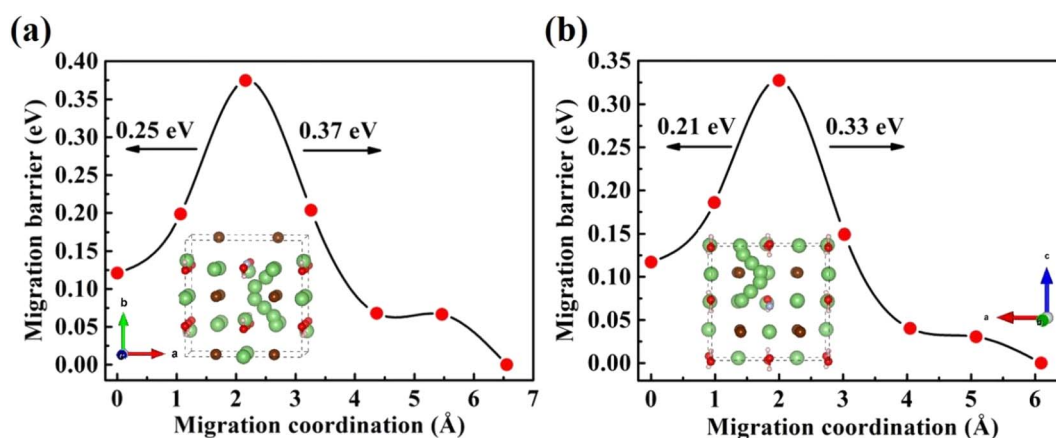 (a)
Migration barrier (eV)
0.40
0.35
0.30
0.25
0.20
0.15
0.10
0.05
0.00
0.25 eV
0.37 eV
b
a
0 1 2 3 4 5 6 7
Migration coordination (Å)
(b)
Migration barrier (eV)
0.35
0.30
0.25
0.20
0.15
0.10
0.05
0.00
0.21 eV
0.33 eV
c
a
0 1 2 3 4 5 6
Migration coordination (Å)